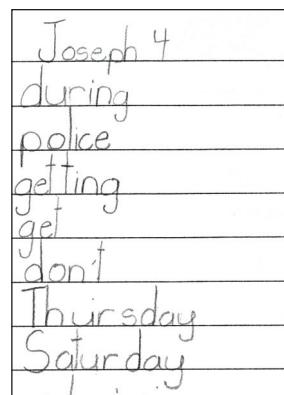 Joseph 4
during
police
getting
get
don't
Thursday
Saturday